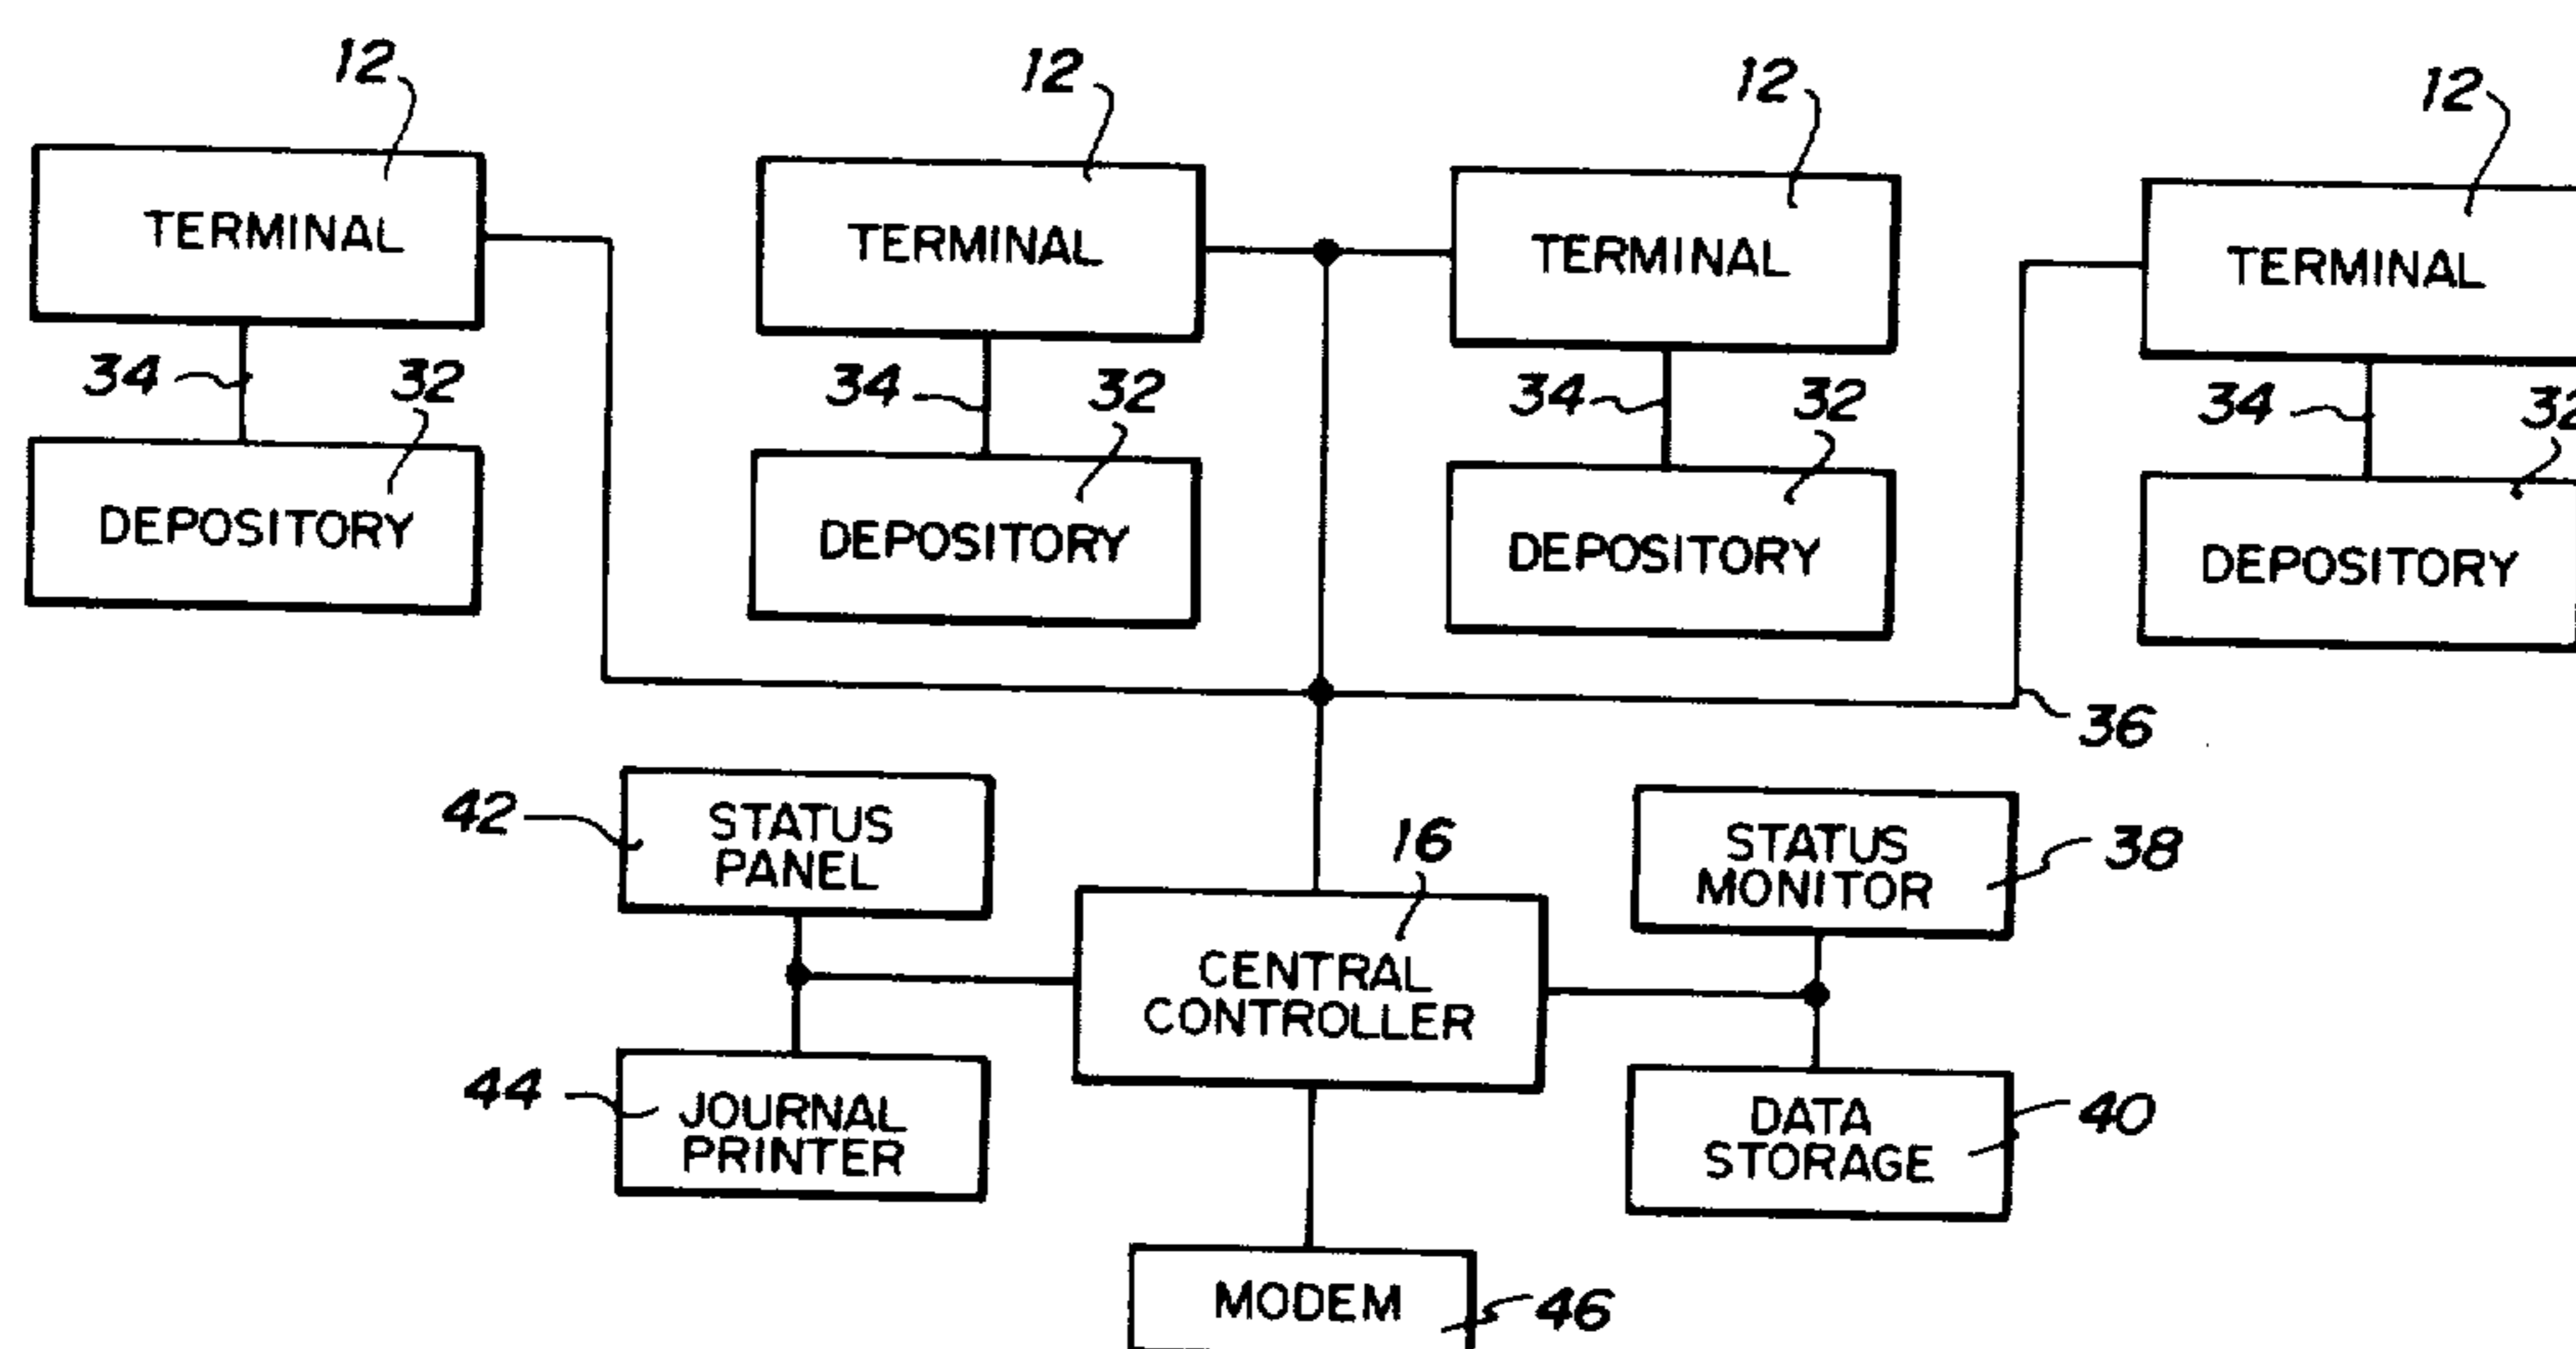 12 12 12 12
TERMINAL TERMINAL TERMINAL TERMINAL
34 32 34 32 34 32 34 32
DEPOSITORY DEPOSITORY DEPOSITORY DEPOSITORY
36
42 STATUS PANEL
16
STATUS MONITOR 38
CENTRAL
CONTROLLER
44 JOURNAL PRINTER
DATA STORAGE 40
MODEM 46